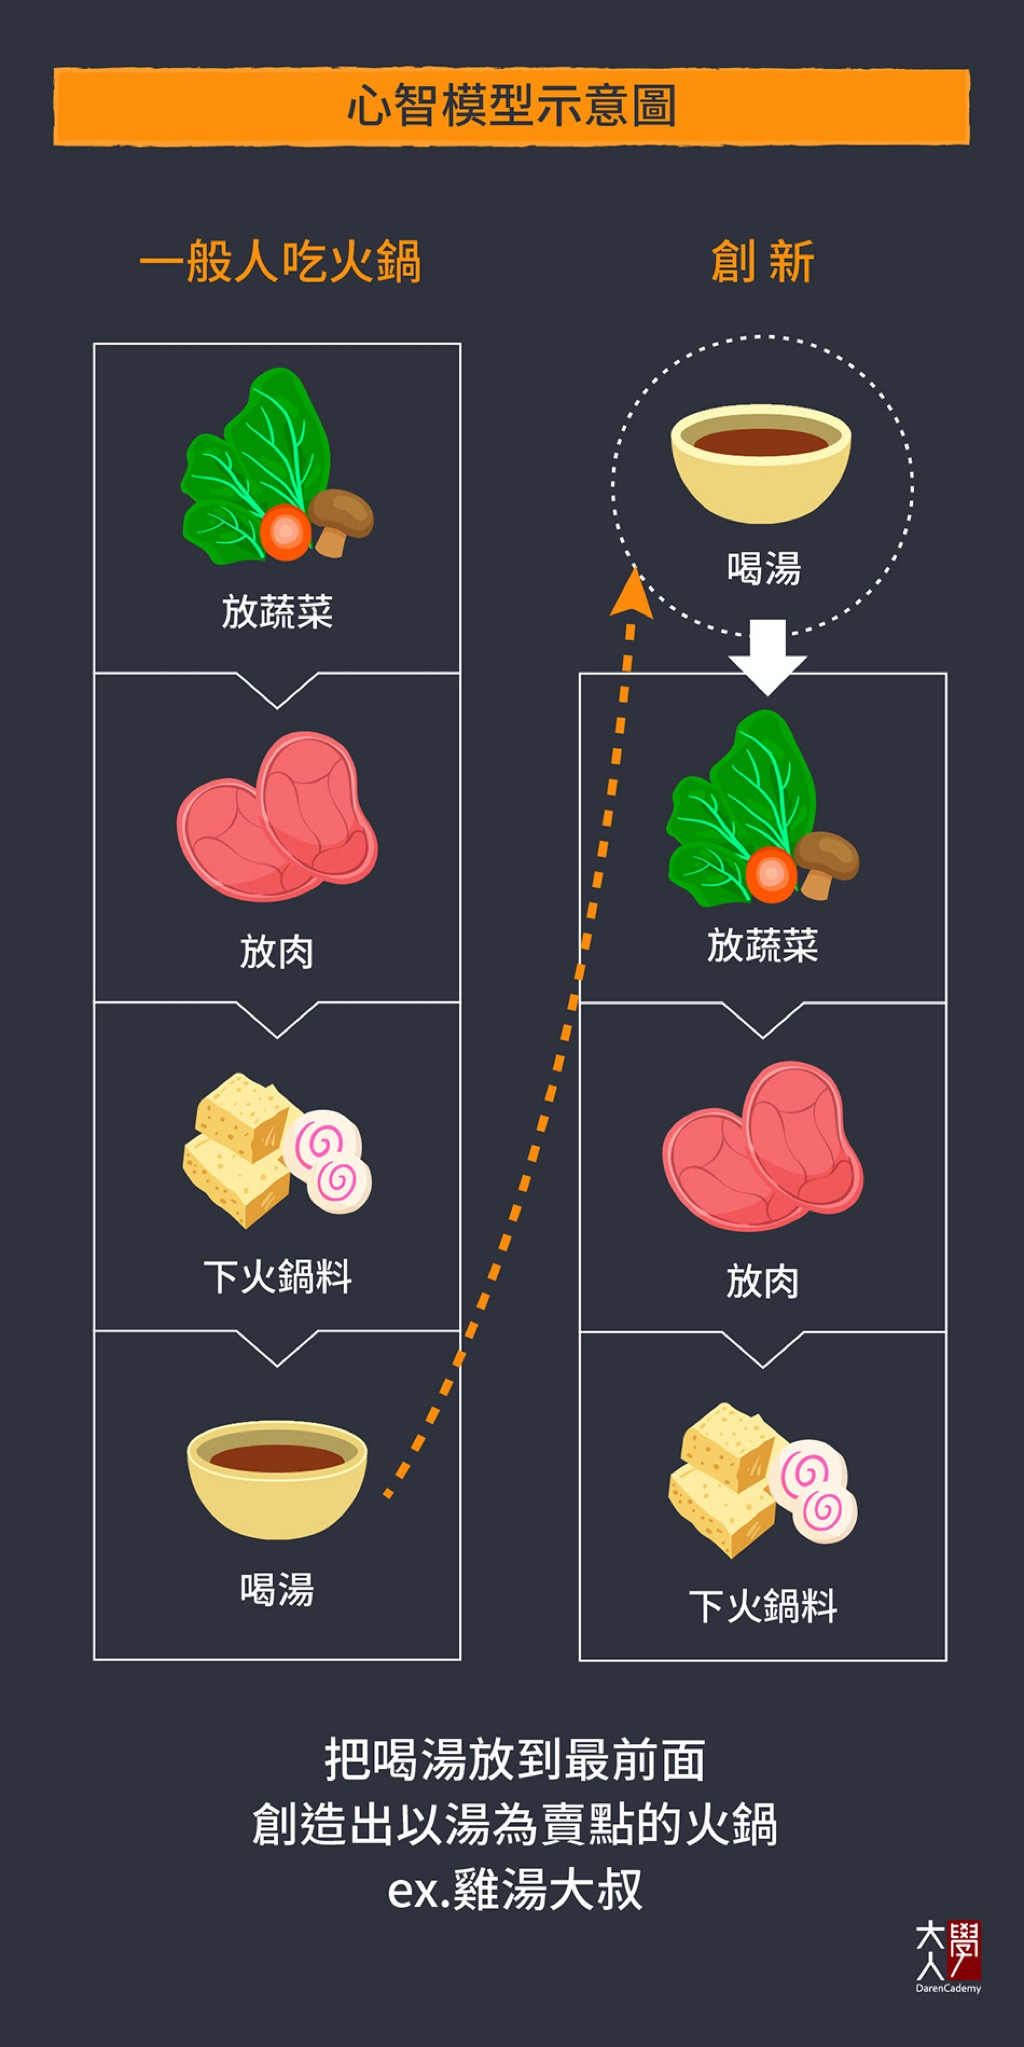 心智模型示意圖
一般人吃火鍋
放蔬菜
放肉
下火鍋料
喝湯
創新
喝湯
放蔬菜
放肉
下火鍋料
把喝湯放到最前面
創造出以湯為賣點的火鍋
ex.雞湯大叔
大人學
DarenCademy